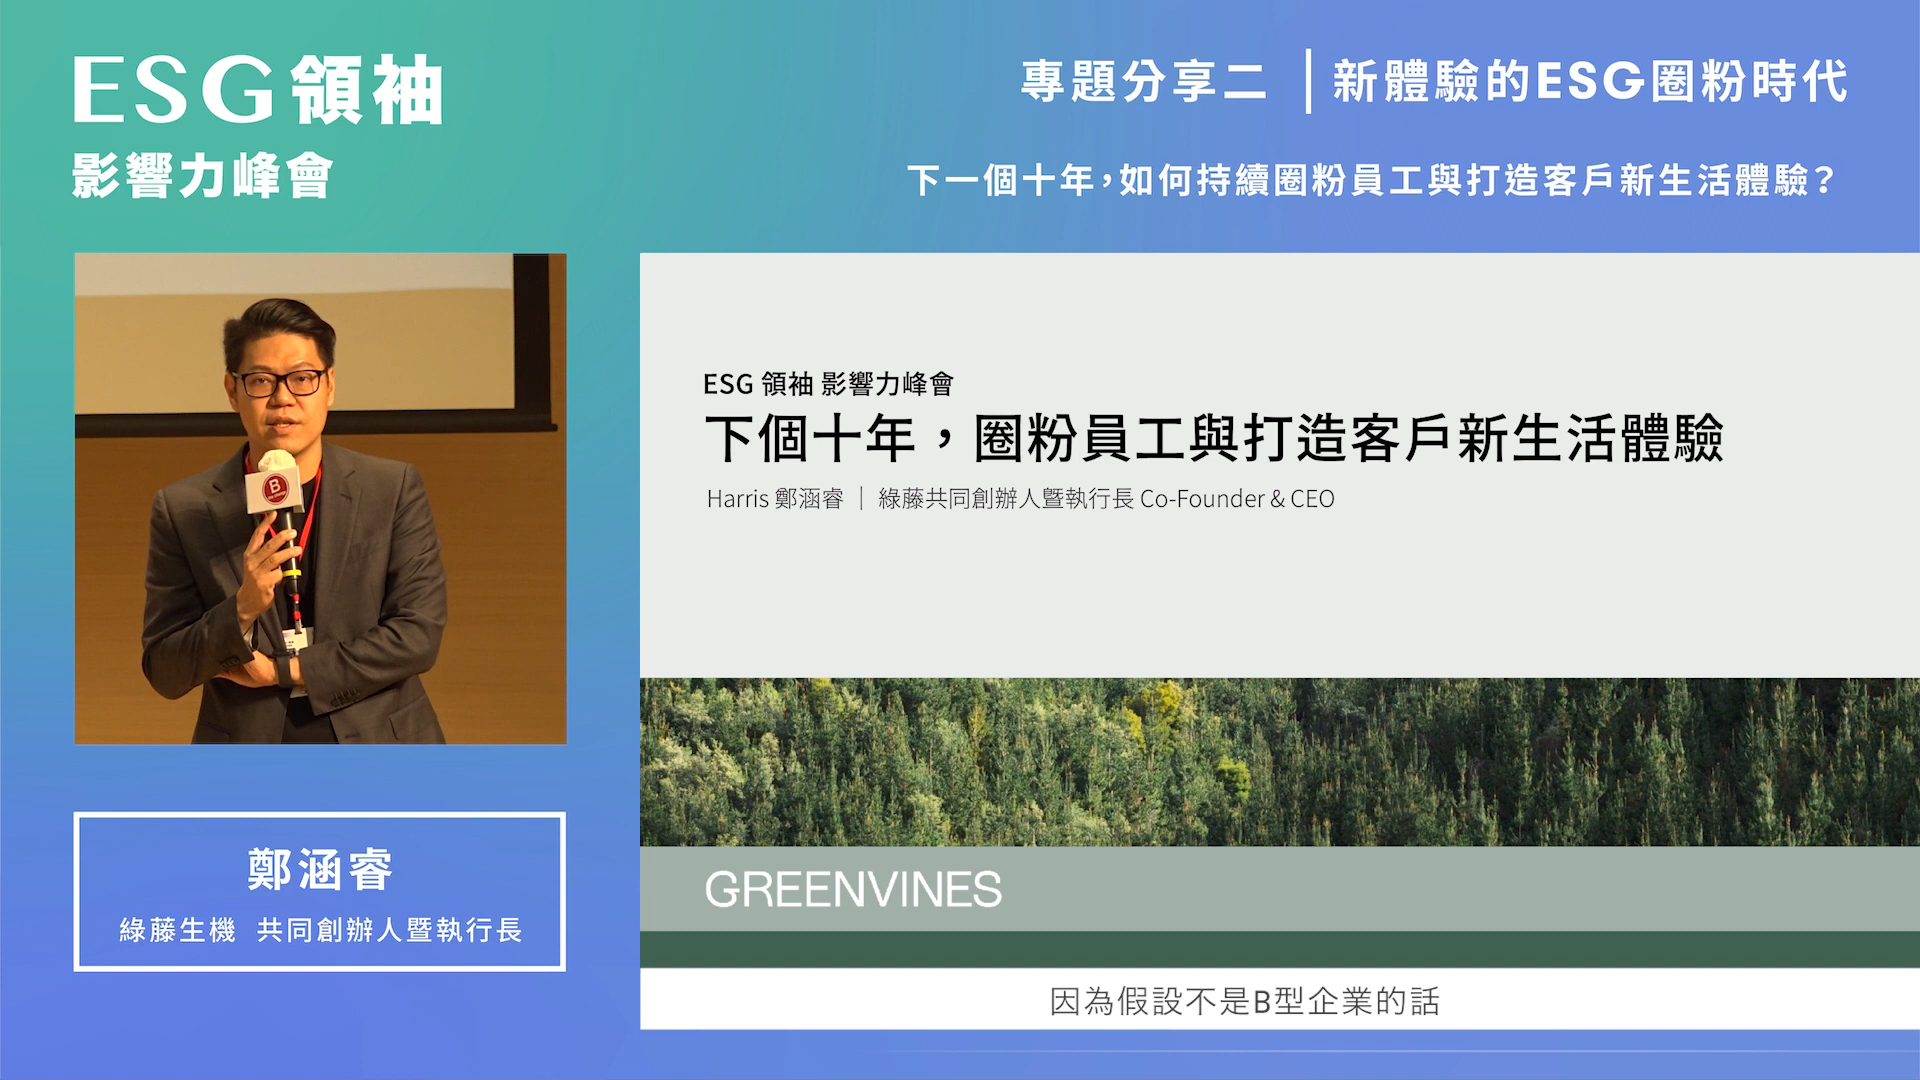 ESG領袖
影響力峰會
專題分享二｜新體驗的ESG圈粉時代
下一個十年，如何持續圈粉員工與打造客戶新生活體驗？
B
鄭涵睿
綠藤生機 共同創辦人暨執行長
ESG 領袖 影響力峰會
下個十年，圈粉員工與打造客戶新生活體驗
Harris 鄭涵睿｜綠藤共同創辦人暨執行長 Co-Founder & CEO
GREENVINES
因為假設不是B型企業的話